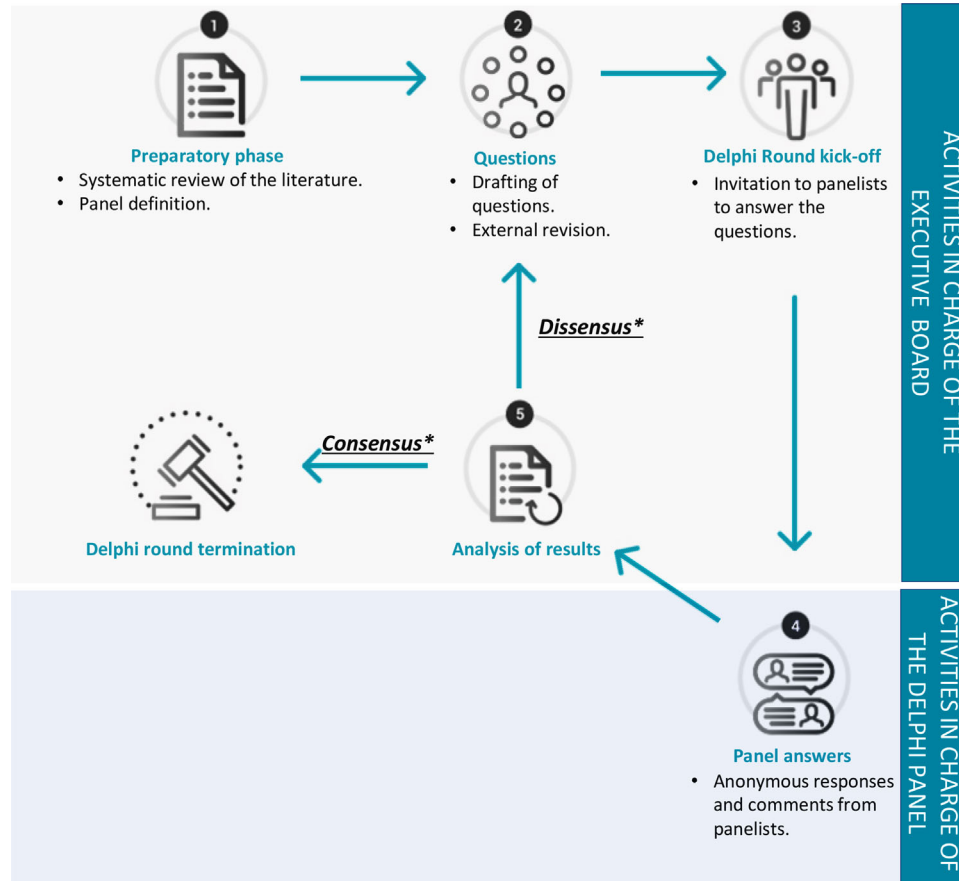 1
2
3
Preparatory phase
• Systematic review of the literature.
• Panel definition.
Questions
• Drafting of
questions.
• External revision.
Delphi Round kick-off
• Invitation to panelists
to answer the
questions.
ACTIVITIES IN CHARGE OF THE
EXECUTIVE BOARD
Dissensus*
Consensus*
5
Delphi round termination
Analysis of results
4
Panel answers
• Anonymous responses
and comments from
panelists.
ACTIVITIES IN CHARGE OF
THE DELPHI PANEL